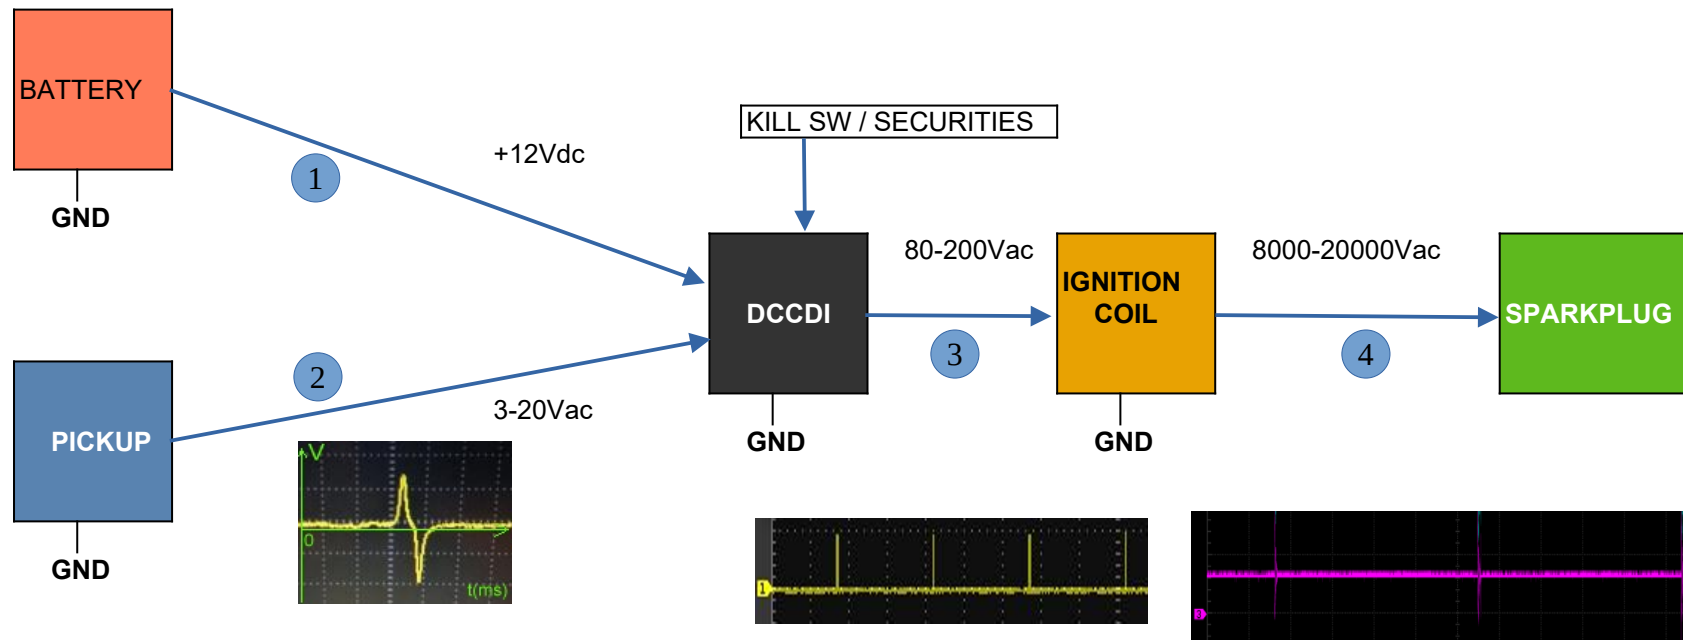 BATTERY
GND
1
+12Vdc
KILL SW / SECURITIES
DCCDI
GND
80-200Vac
3
IGNITION
COIL
GND
8000-20000Vac
4
SPARKPLUG
PICKUP
GND
2
3-20Vac
V
0
t(ms)
1
3